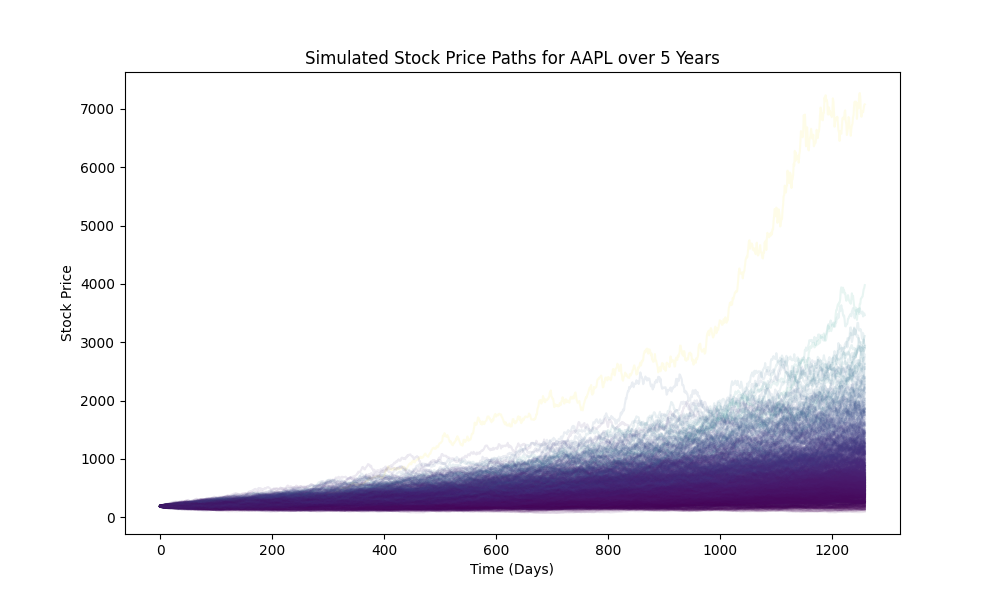 Simulated Stock Price Paths for AAPL over 5 Years
7000
6000
5000
4000
3000
2000
1000
0
Stock Price
0 200 400 600 800 1000 1200
Time (Days)